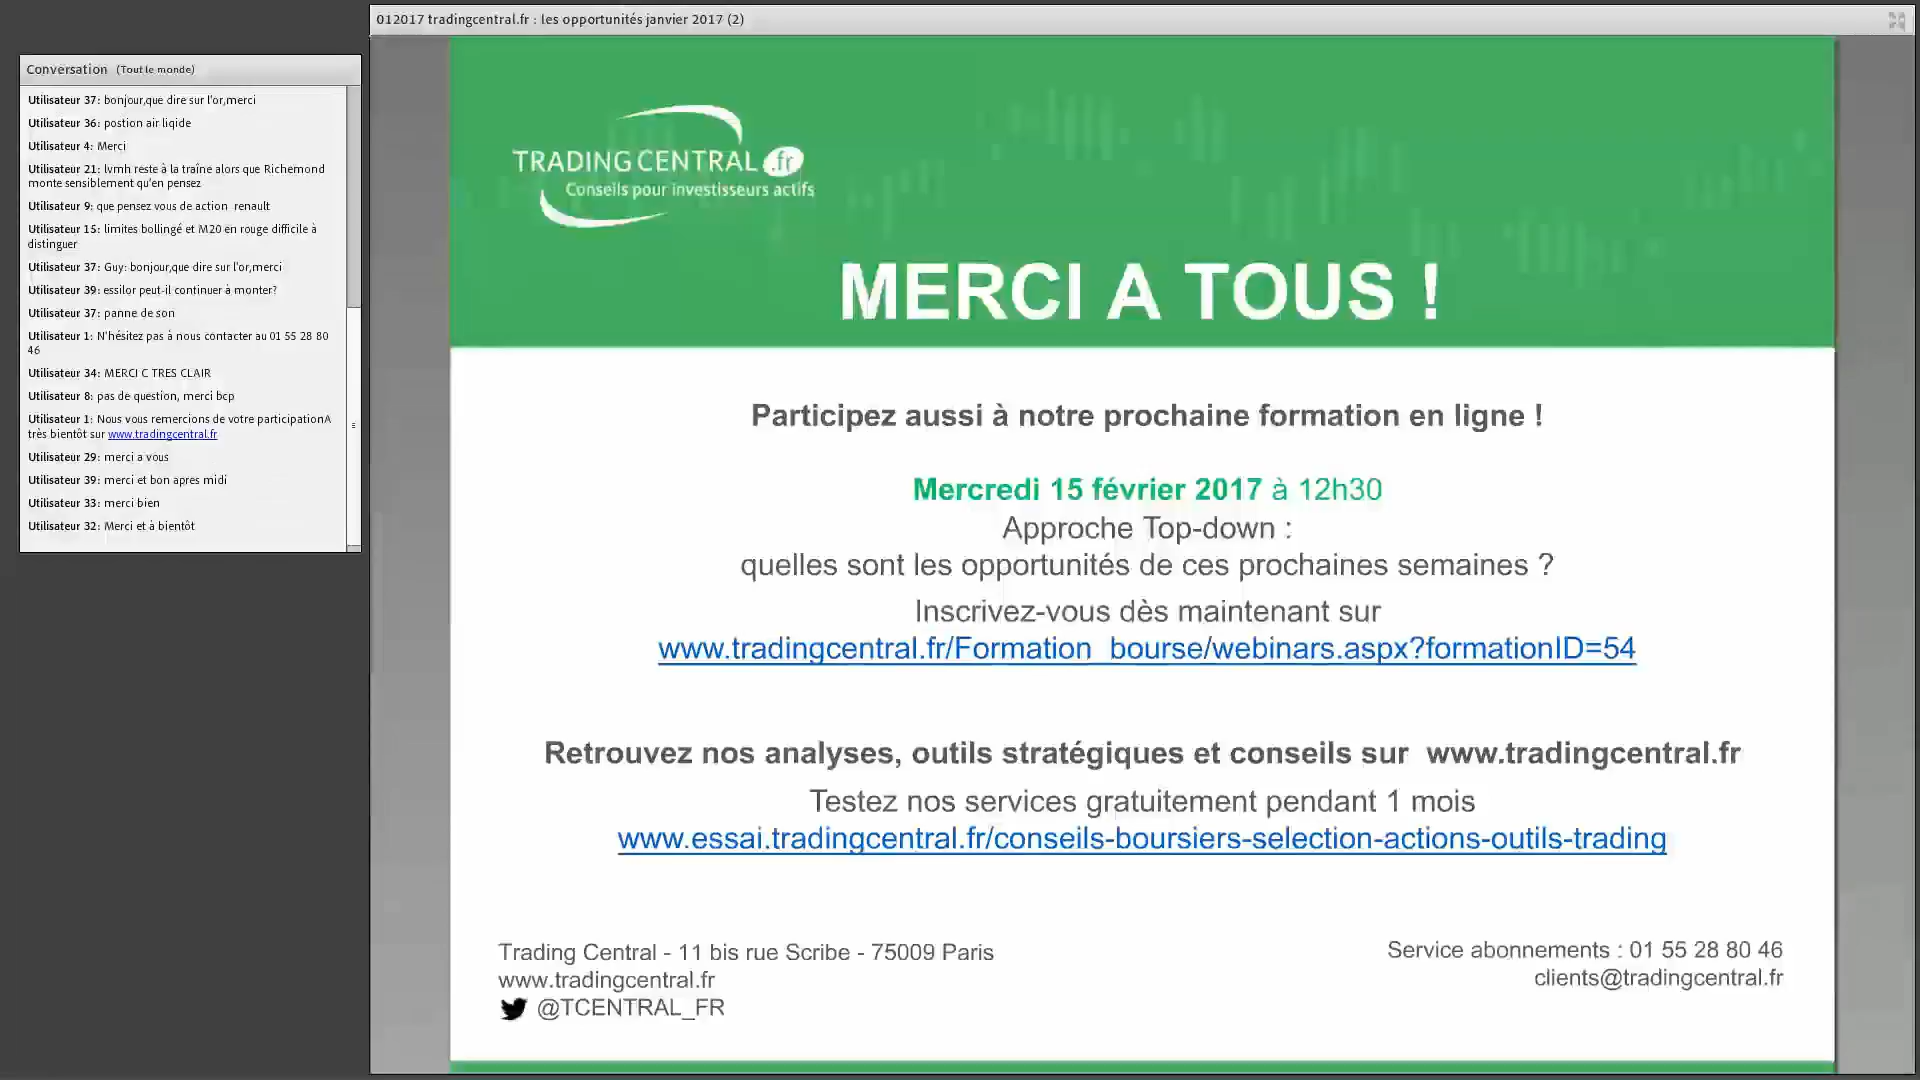 012017 tradingcentral.fr : les opportunités janvier 2017 (2)
Conversation (Tout le monde)
Utilisateur 37: bonjour,que dire sur l'or,merci
Utilisateur 36: postion air liqide
Utilisateur 4: Merci
Utilisateur 21: lvmh reste à la traîne alors que Richemond
monte sensiblement qu'en pensez
Utilisateur 9: que pensez vous de action renault
Utilisateur 15: limites bollingé et M20 en rouge difficile à
distinguer
Utilisateur 37: Guy: bonjour,que dire sur l'or,merci
Utilisateur 39: essilor peut-il continuer à monter?
Utilisateur 37: panne de son
Utilisateur 1: N'hésitez pas à nous contacter au 01 55 28 80
46
Utilisateur 34: MERCI C TRES CLAIR
Utilisateur 8: pas de question, merci bcp
Utilisateur 1: Nous vous remercions de votre participationA
très bientôt sur www.tradingcentral.fr
Utilisateur 29: merci a vous
Utilisateur 39: merci et bon apres midi
Utilisateur 33: merci bien
Utilisateur 32: Merci et à bientôt
TRADING CENTRAL .fr
Conseils pour investisseurs actifs
MERCI A TOUS !
Participez aussi à notre prochaine formation en ligne !
Mercredi 15 février 2017 à 12h30
Approche Top-down :
quelles sont les opportunités de ces prochaines semaines ?
Inscrivez-vous dès maintenant sur
www.tradingcentral.fr/Formation_bourse/webinars.aspx?formationID=54
Retrouvez nos analyses, outils stratégiques et conseils sur www.tradingcentral.fr
Testez nos services gratuitement pendant 1 mois
www.essai.tradingcentral.fr/conseils-boursiers-selection-actions-outils-trading
Trading Central - 11 bis rue Scribe - 75009 Paris
www.tradingcentral.fr
@TCENTRAL_FR
Service abonnements : 01 55 28 80 46
clients@tradingcentral.fr